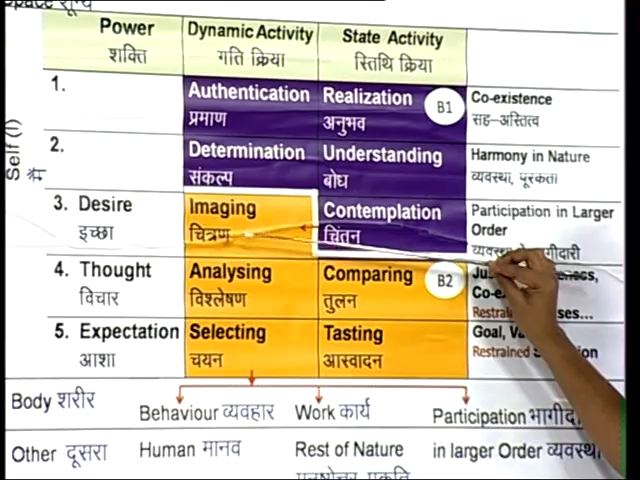 शून्य
Power Dynamic Activity State Activity
शक्ति गति क्रिया स्तिथि क्रिया
1. Authentication Realization B1 Co-existence
प्रमाण अनुभव सह-अस्तित्व
2. Determination Understanding Harmony in Nature
संकल्प बोध व्यवस्था, पूरकता
3. Desire Imaging Contemplation Participation in Larger
Order
इच्छा चित्रण चिंतन
4. Thought Analysing Comparing B2
विचार विश्लेषण तुलन
5. Expectation Selecting Tasting Goal,
आशा चयन आस्वादन Restrained
Self (I)
मैं
Body शरीर Behaviour व्यवहार Work कार्य Participation
Other दूसरा Human मानव Rest of Nature in larger Order